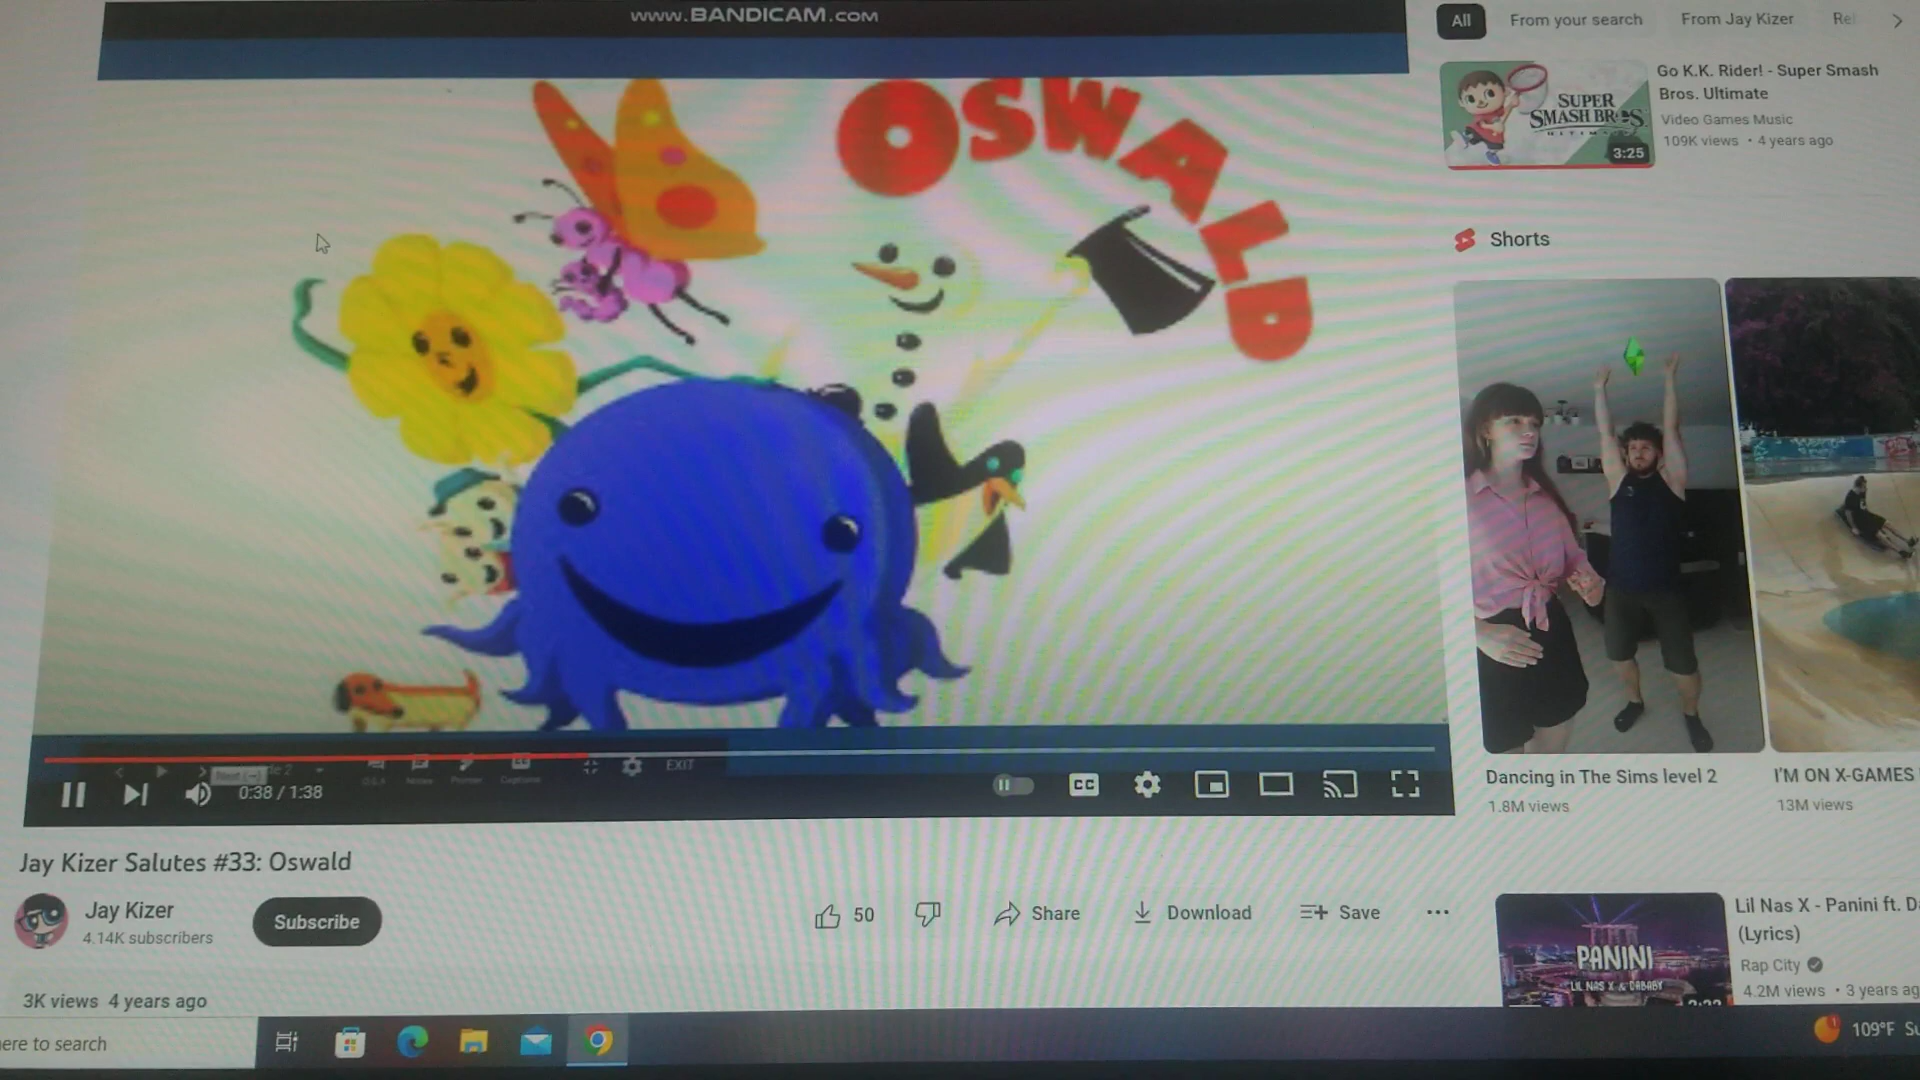 www.BANDICAM.com
OSWALD
EXIT
0:38 / 1:38
CC
Jay Kizer Salutes #33: Oswald
Jay Kizer
4.14K subscribers
Subscribe
50
Share
Download
Save
3K views 4 years ago
All
From your search
From Jay Kizer
Go K.K. Rider! - Super Smash
Bros. Ultimate
Video Games Music
109K views • 4 years ago
SUPER
SMASH BROS
ULTIMATE
3:25
Shorts
Dancing in The Sims level 2
1.8M views
I'M ON X-GAMES
13M views
PANINI
LIL NAS X & DABABY
Lil Nas X - Panini ft. D
(Lyrics)
Rap City
4.2M views • 3 years ag
ere to search
109°F Su